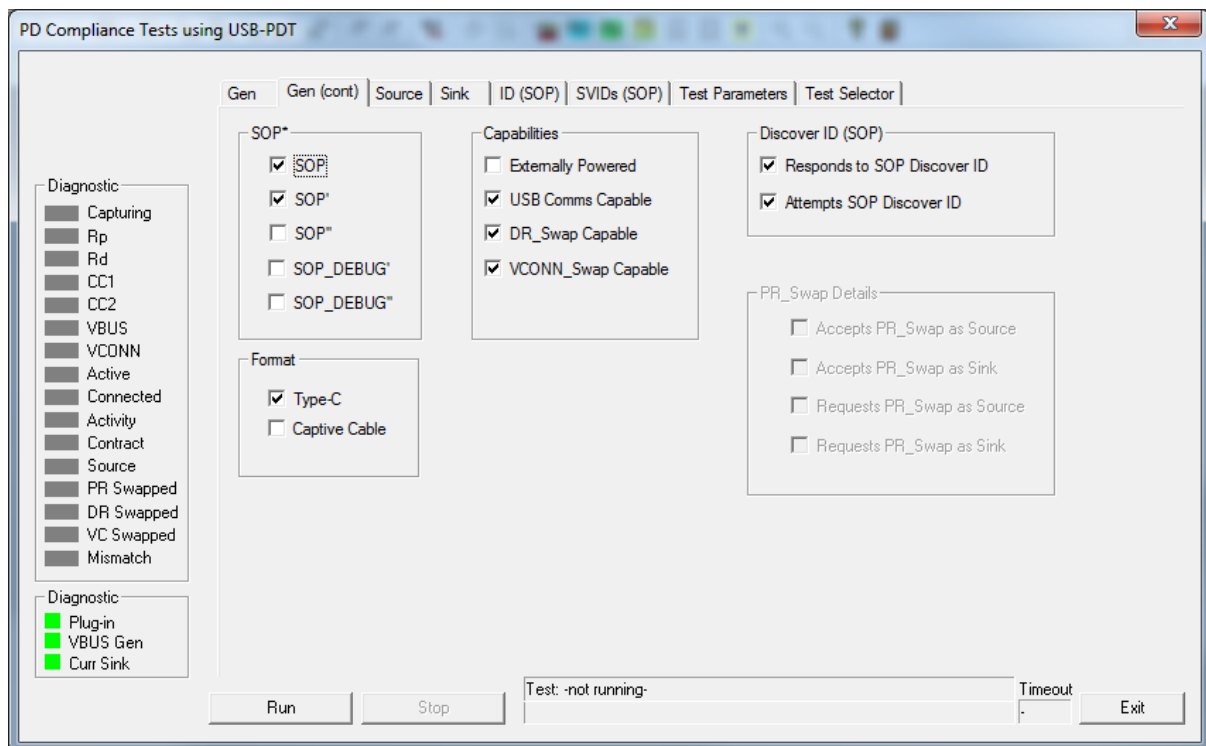 PD Compliance Tests using USB-PDT
Gen
Gen (cont)
Source
Sink
ID (SOP)
SVIDs (SOP)
Test Parameters
Test Selector
Diagnostic
Capturing
Rp
Rd
CC1
CC2
VBUS
VCONN
Active
Connected
Activity
Contract
Source
PR Swapped
DR Swapped
VC Swapped
Mismatch
Diagnostic
Plug-in
VBUS Gen
Curr Sink
SOP*
SOP
SOP'
SOP"
SOP_DEBUG'
SOP_DEBUG"
Format
Type-C
Captive Cable
Capabilities
Externally Powered
USB Comms Capable
DR_Swap Capable
VCONN_Swap Capable
Discover ID (SOP)
Responds to SOP Discover ID
Attempts SOP Discover ID
PR_Swap Details
Accepts PR_Swap as Source
Accepts PR_Swap as Sink
Requests PR_Swap as Source
Requests PR_Swap as Sink
Run
Stop
Test: -not running-
Timeout
-
Exit